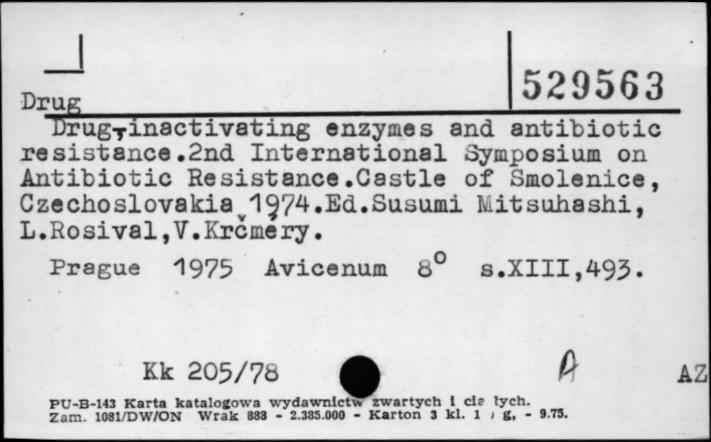 529563
Drug
Drug-inactivating enzymes and antibiotic
resistance.2nd International Symposium on
Antibiotic Resistance.Castle of Smolenice,
Czechoslovakia,1974.Ed.Susumi Mitsuhashi,
L.Rosival,V.Krčméry.
Prague 1975 Avicenum 8° s.XIII,493.
Kk 205/78 A AZ
PU-B-143 Karta katalogowa wydawnictw zwartych i
Zam. 1081/DW/ON Wrak 888 - 2.385.000 - Karton 3 kl. 1 g, - 9.75.